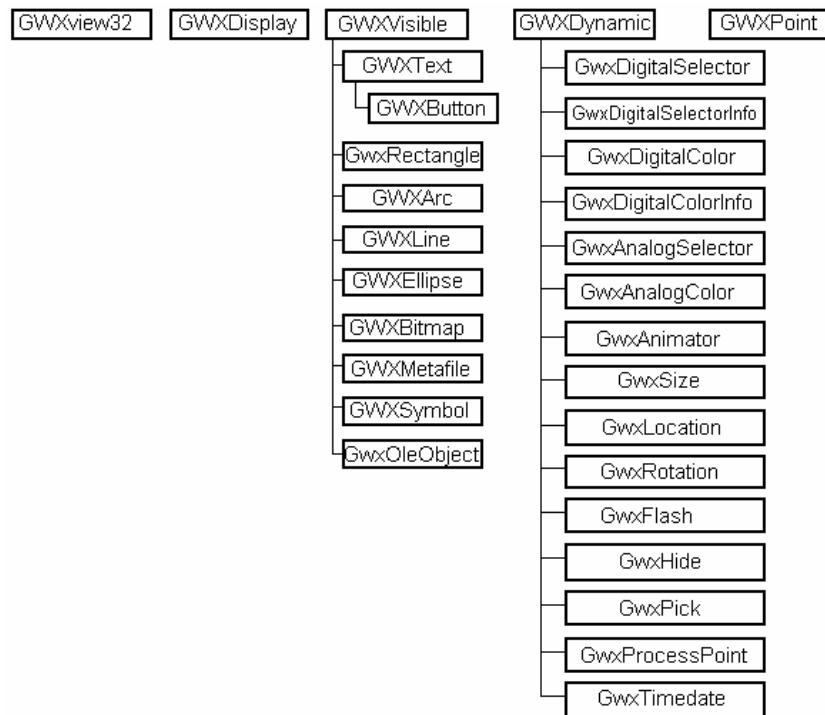 GWXview32
GWXDisplay
GWXVisible
GWXText
GWXButton
GwxRectangle
GWXArc
GWXLine
GWXEllipse
GWXBitmap
GWXMetafile
GWXSymbol
GwxOleObject
GWXDynamic
GwxDigitalSelector
GwxDigitalSelectorInfo
GwxDigitalColor
GwxDigitalColorInfo
GwxAnalogSelector
GwxAnalogColor
GwxAnimator
GwxSize
GwxLocation
GwxRotation
GwxFlash
GwxHide
GwxPick
GwxProcessPoint
GwxTimedate
GWXPoint